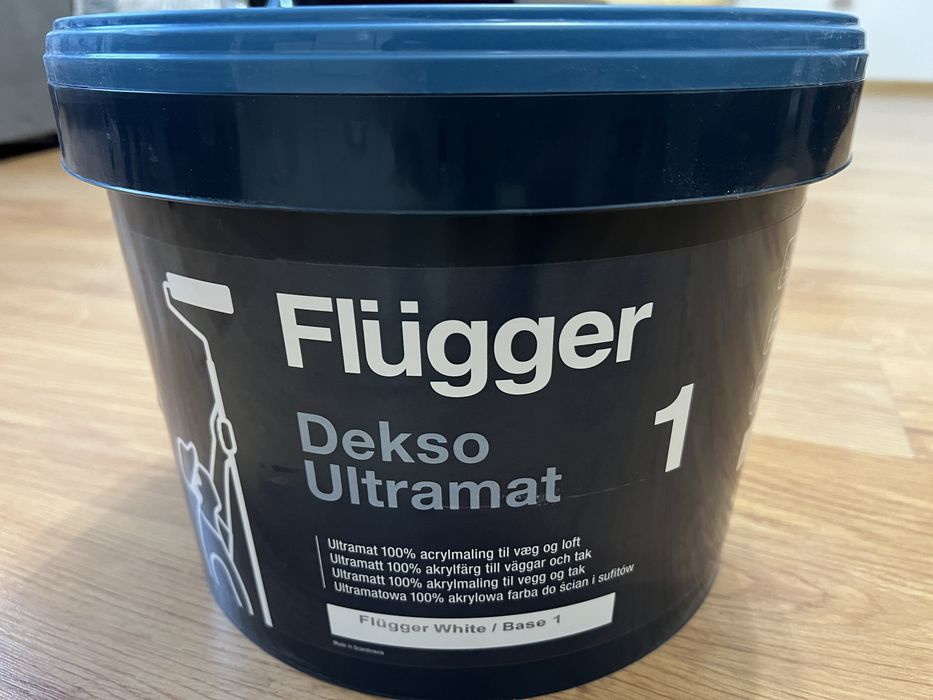 Flügger
Dekso
Ultramat
1
Ultramat 100% acrylmaling til væg og loft
Ultramatt 100% akrylfärg till väggar och tak
Ultramatt 100% akrylmaling til vegg og tak
Ultramatowa 100% akrylowa farba do ścian i sufitów
Flügger White / Base 1
Made in Scandinavia